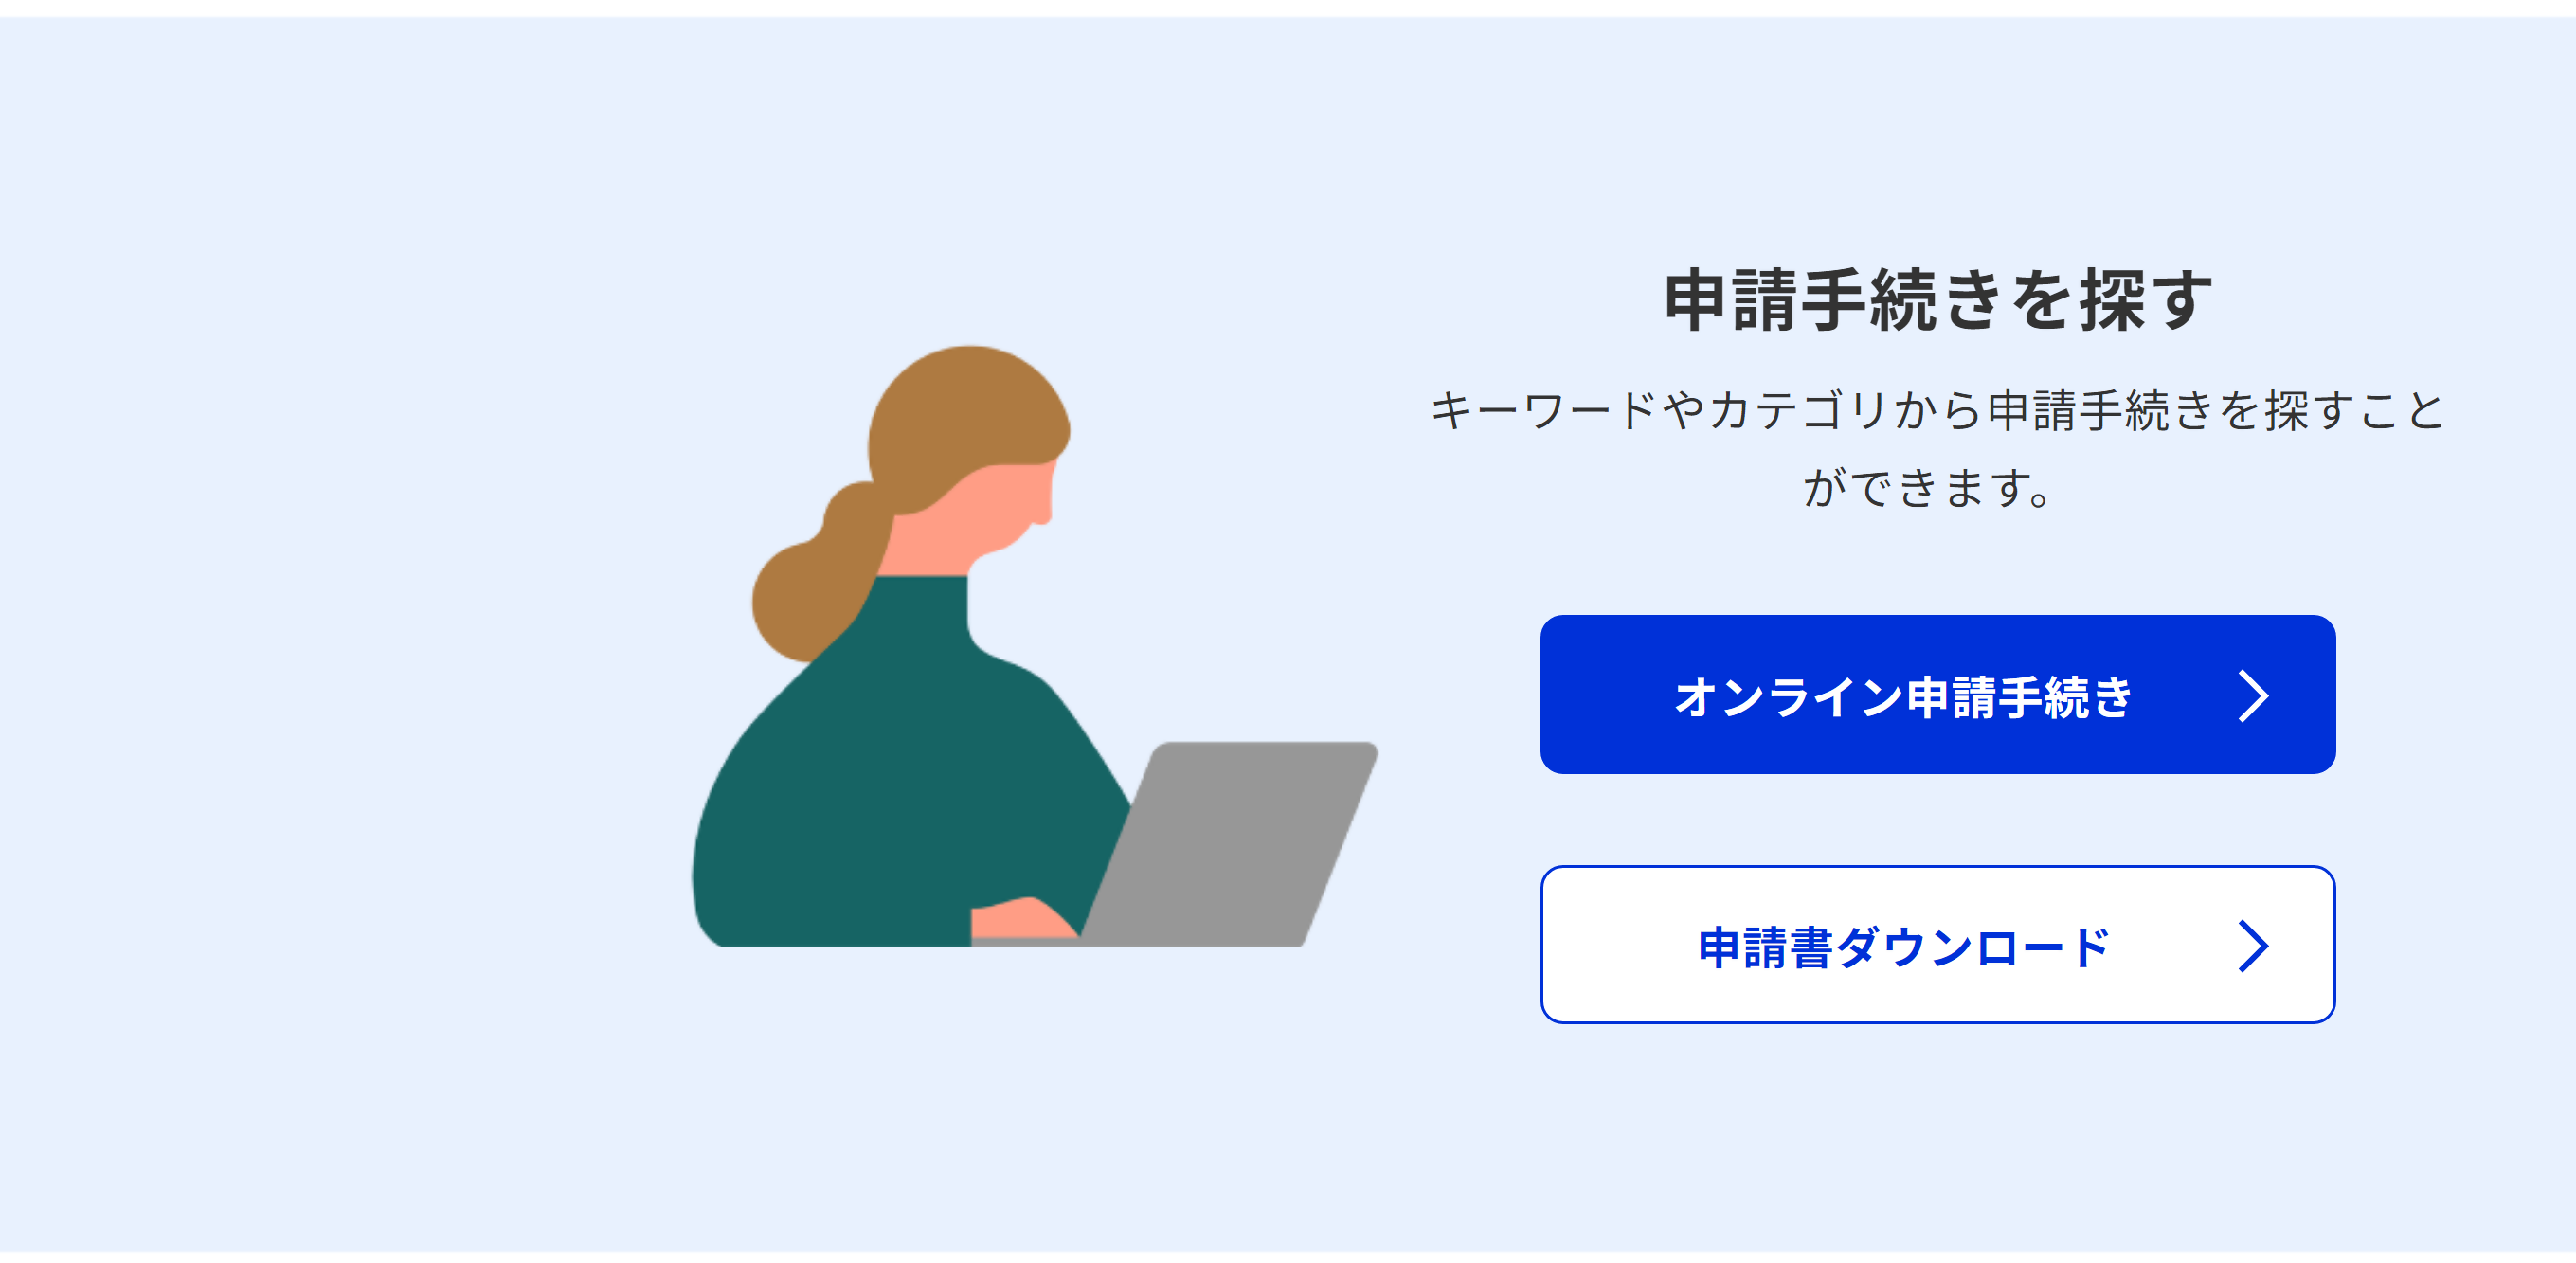 申請手続きを探す
キーワードやカテゴリから申請手続きを探すこと
ができます。
オンライン申請手続き
申請書ダウンロード